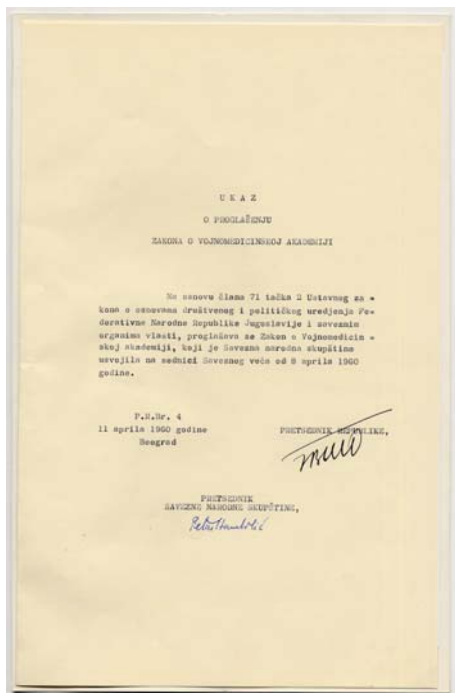 U K A Z
O PROGLAŠENJU
ZAKONA O VOJNOMEDICINSKOJ AKADEMIJI
Na osnovu člana 71 tačka 2 Ustavnog za -
kona o osnovama društvenog i političkog uredjenja Fe-
derativne Narodne Republike Jugoslavije i saveznim
organima vlasti, proglašava se Zakon o Vojnomedicin -
skoj akademiji, koji je Savezna narodna skupština
usvojila na sednici Saveznog veća od 8 aprila 1960
godine.
P.R.Br. 4
11 aprila 1960 godine
Beograd
PRETSEDNIK REPUBLIKE,
PRETSEDNIK
SAVEZNE NARODNE SKUPŠTINE,